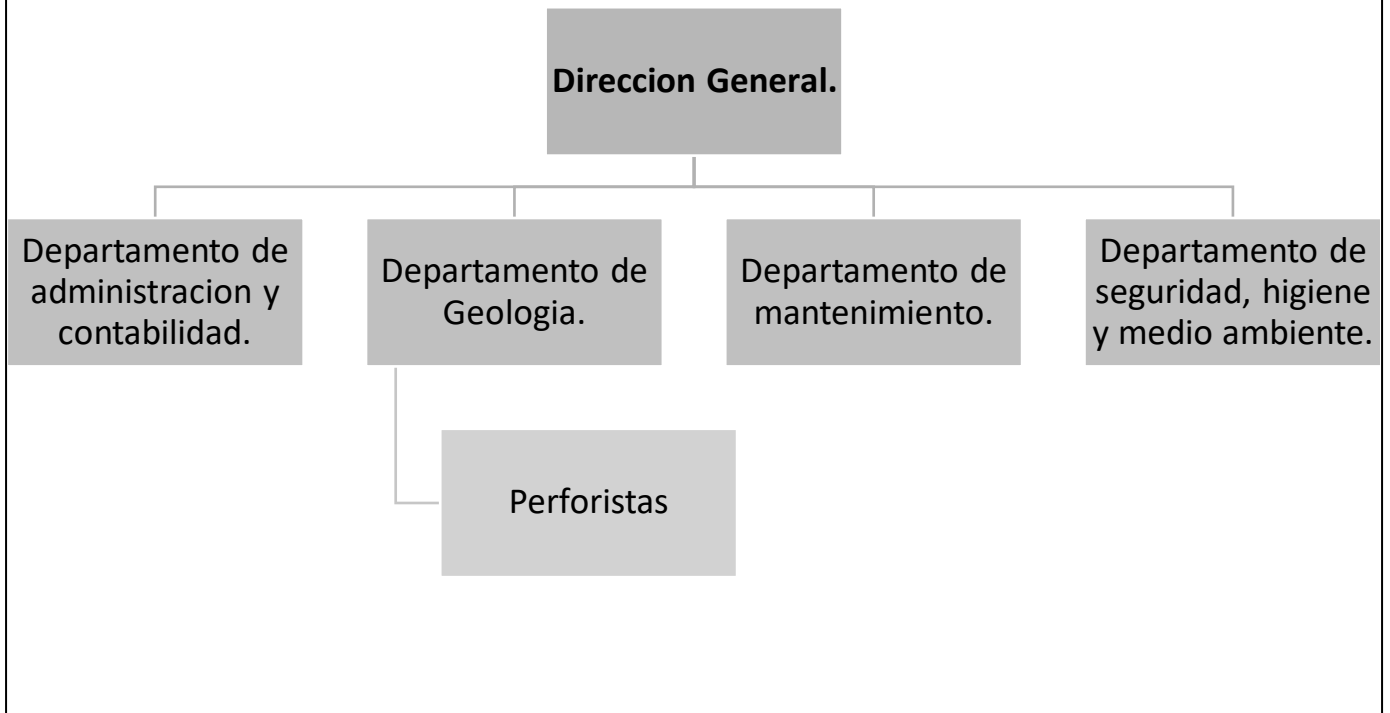 Direccion General.
Departamento de
administracion y
contabilidad.
Departamento de
Geologia.
Departamento de
mantenimiento.
Departamento de
seguridad, higiene
y medio ambiente.
Perforistas